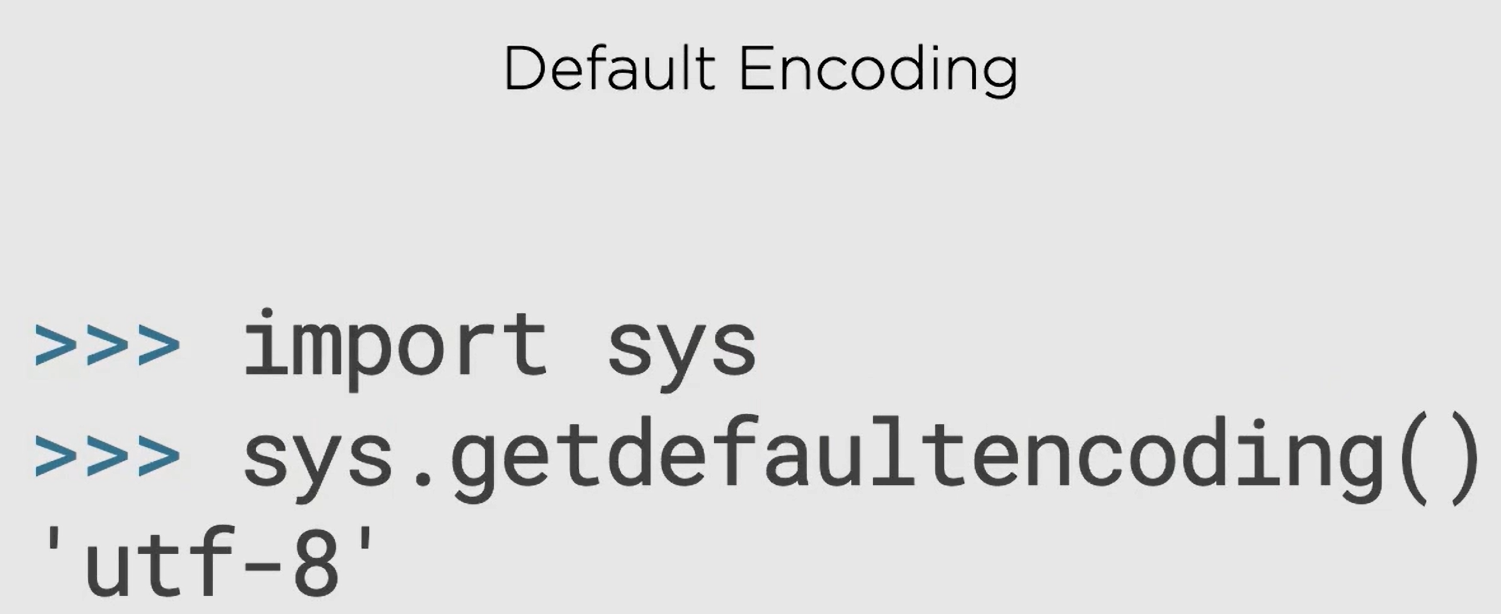 Default Encoding
>>> import sys
>>> sys.getdefaultencoding()
'utf-8'